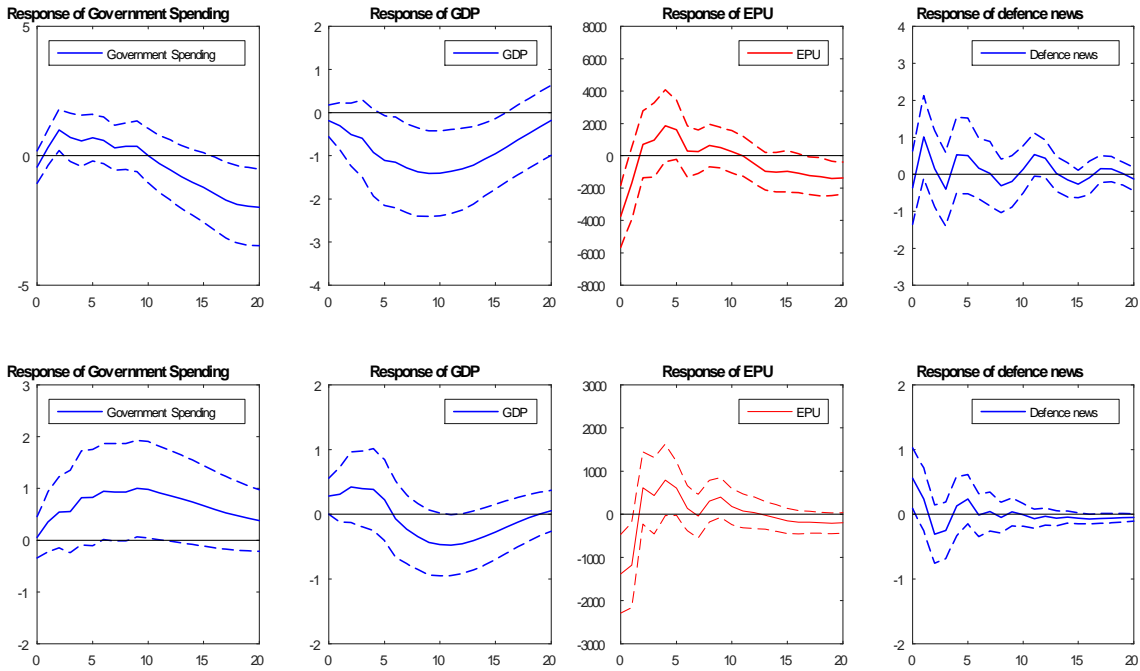 Response of Government Spending
5
0
-5
0 5 10 15 20
Government Spending
Response of GDP
2
1
0
-1
-2
-3
-4
0 5 10 15 20
GDP
Response of EPU
8000
6000
4000
2000
0
-2000
-4000
-6000
-8000
0 5 10 15 20
EPU
Response of defence news
4
3
2
1
0
-1
-2
-3
0 5 10 15 20
Defence news
Response of Government Spending
3
2
1
0
-1
-2
0 5 10 15 20
Government Spending
Response of GDP
2
1
0
-1
-2
0 5 10 15 20
GDP
Response of EPU
3000
2000
1000
0
-1000
-2000
-3000
0 5 10 15 20
EPU
Response of defence news
2
1
0
-1
-2
0 5 10 15 20
Defence news